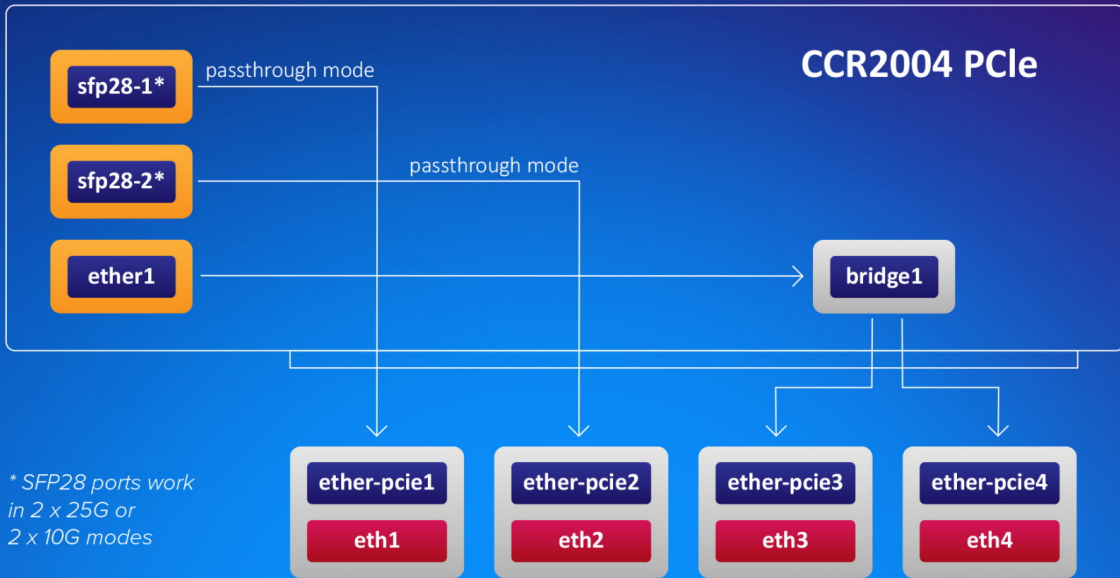 CCR2004 PCIe
sfp28-1*
passthrough mode
sfp28-2*
passthrough mode
ether1
bridge1
* SFP28 ports work
in 2 x 25G or
2 x 10G modes
ether-pcie1
eth1
ether-pcie2
eth2
ether-pcie3
eth3
ether-pcie4
eth4